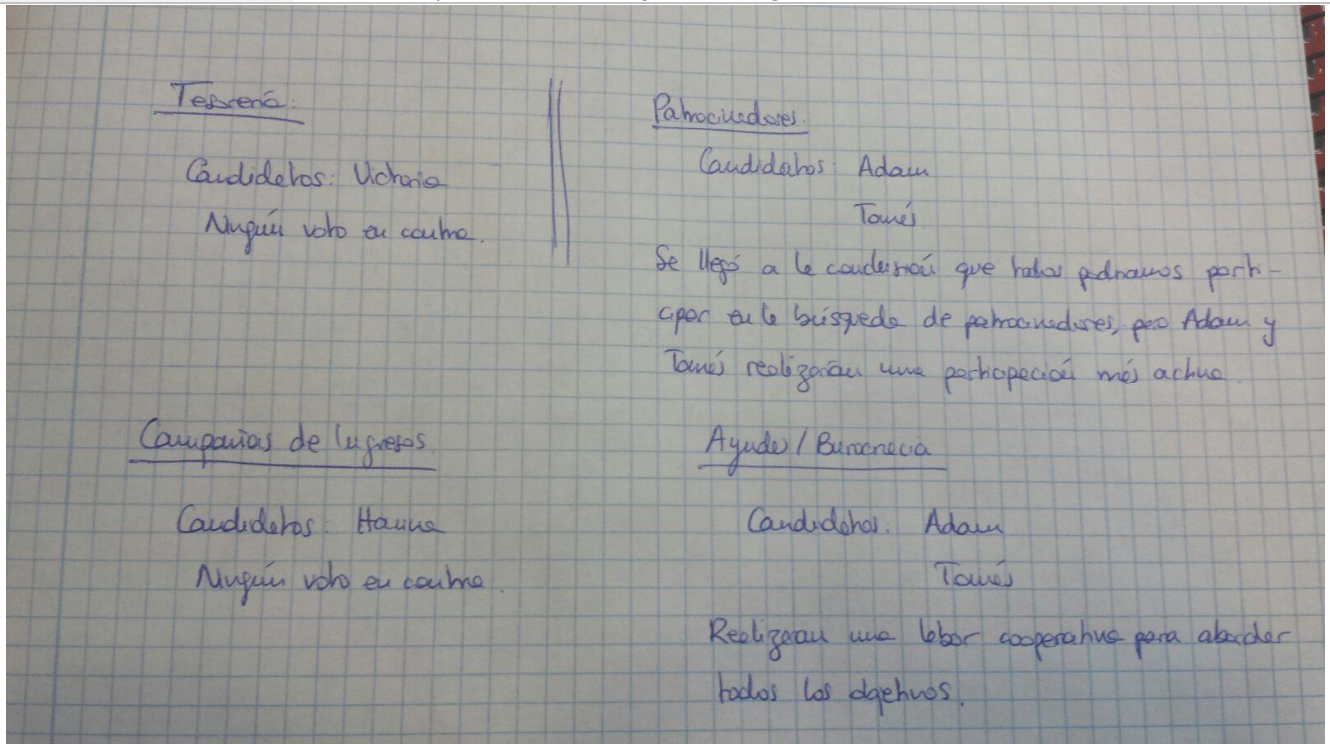 Tesorería:
Candidatos: Victoria
Ningún voto en contra.
Patrocinadores.
Candidatos: Adam
Tomás.
Se llegó a la conclusión que todos podríamos parti-
cipar en la búsqueda de patrocinadores, pero Adam y
Tomás realizarán una participación más activa.
Campañas de Ingresos
Candidatos: Hanna
Ningún voto en contra.
Ayudas / Burocracia
Candidatos: Adam
Tomás
Realizarán una labor cooperativa para abordar
todos los objetivos.